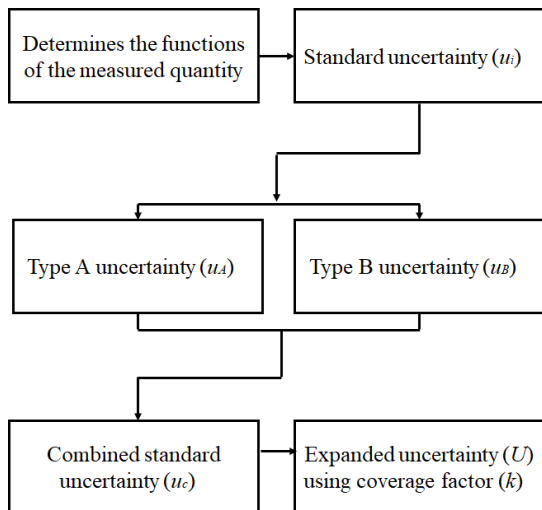 Determines the functions
of the measured quantity
Standard uncertainty (ui)
Type A uncertainty (uA)
Type B uncertainty (uB)
Combined standard
uncertainty (uc)
Expanded uncertainty (U)
using coverage factor (k)